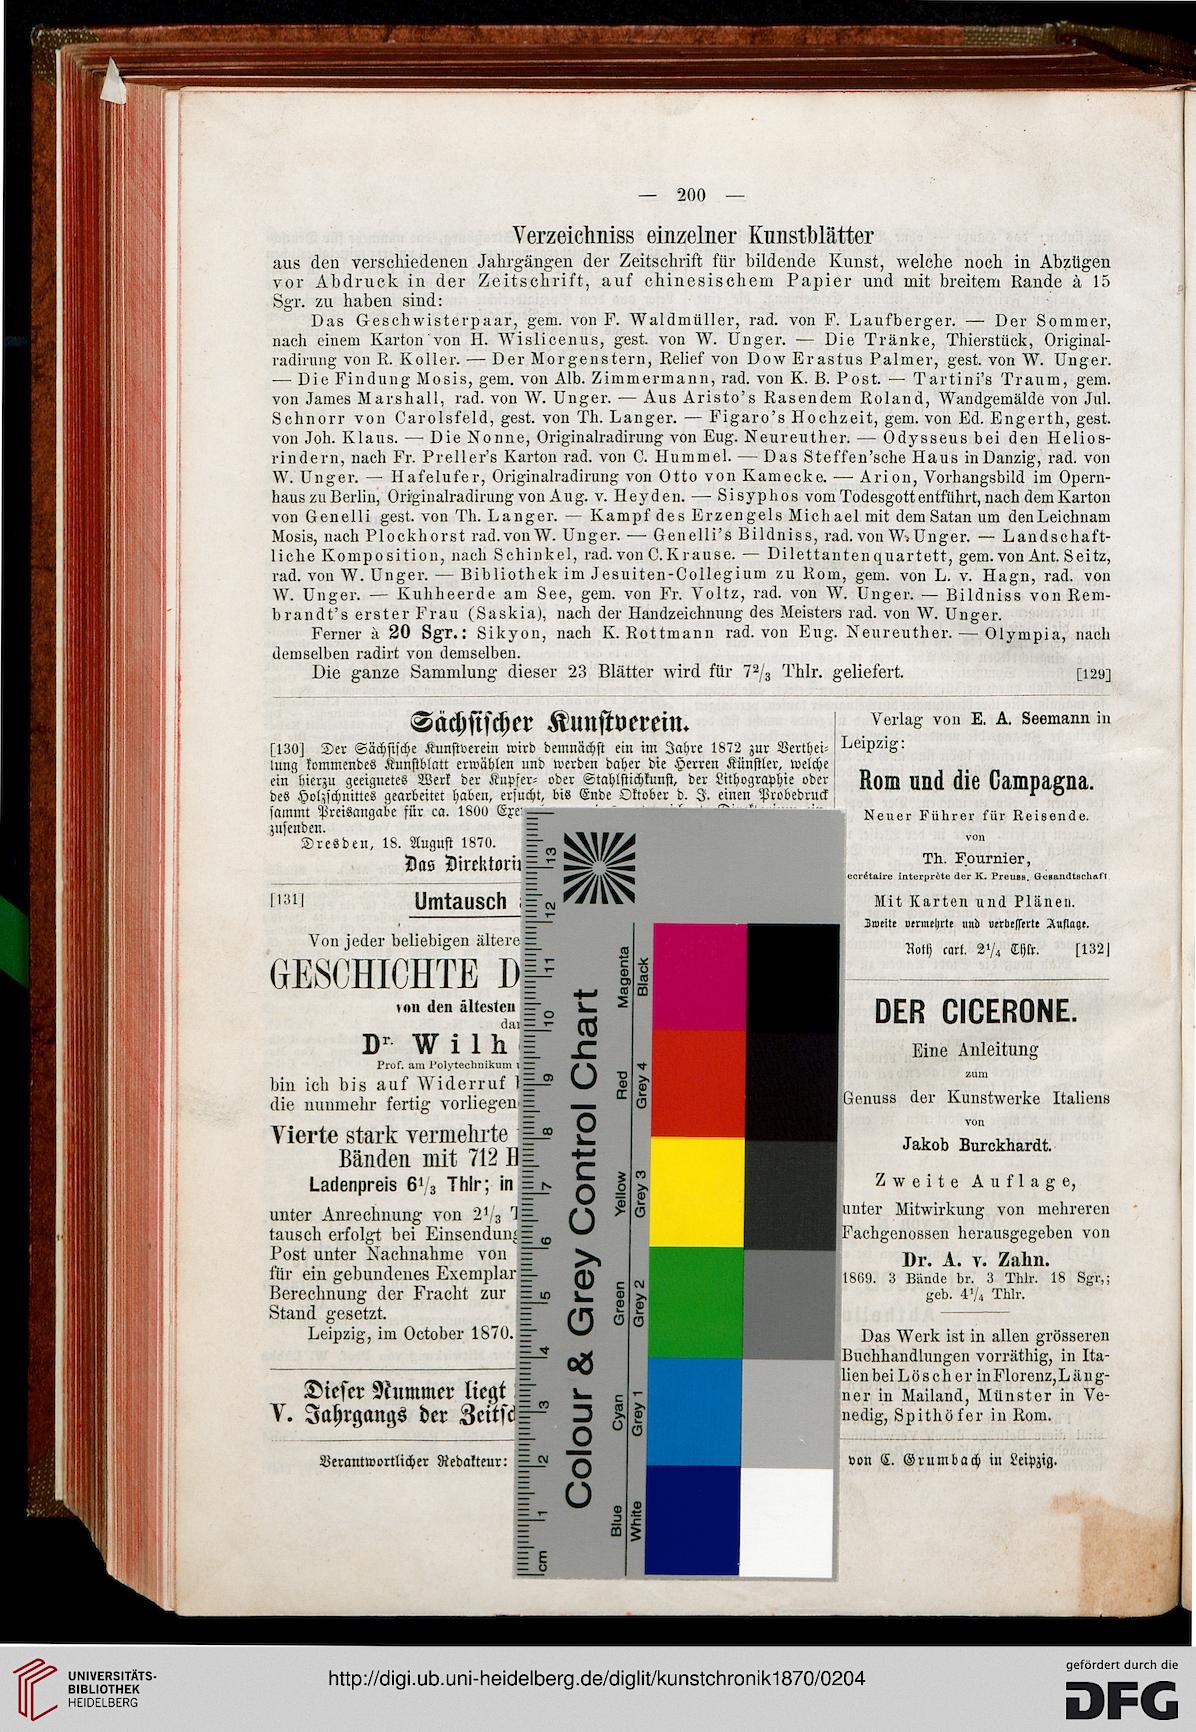 — 200 —
Verzeichniss einzelner Kunstblätter
aus den verschiedenen Jahrgängen der Zeitschrift für bildende Kunst, welche noch in Abzügen
vor Abdruck in der Zeitschrift, auf chinesischem Papier und mit breitem Rande à 15
Sgr. zu haben sind:
Das Geschwisterpaar, gem. von F. Waldmüller, rad. von F. Laufberger. — Der Sommer,
nach einem Karton von H. Wislicenus, gest. von W. Unger. — Die Tränke, Thierstück, Original-
radirung von R. Koller. — Der Morgenstern, Relief von Dow Erastus Palmer, gest. von W. Unger.
— Die Findung Mosis, gem. von Alb. Zimmermann, rad. von K. B. Post. — Tartini's Traum, gem.
von James Marshall, rad. von W. Unger. — Aus Aristo's Rasendem Roland, Wandgemälde von Jul.
Schnorr von Carolsfeld, gest. von Th. Langer. — Figaro's Hochzeit, gem. von Ed. Engerth, gest.
von Joh. Klaus. — Die Nonne, Originalradirung von Eug. Neureuther. — Odysseus bei den Helios-
rindern, nach Fr. Preller's Karton rad. von C. Hummel. — Das Steffen'sche Haus in Danzig, rad. von
W. Unger. — Hafelufer, Originalradirung von Otto von Kamecke. — Arion, Vorhangsbild im Opern-
haus zu Berlin, Originalradirung von Aug. v. Heyden. — Sisyphos vom Todesgott entführt, nach dem Karton
von Genelli gest. von Th. Langer. — Kampf des Erzengels Michael mit dem Satan um den Leichnam
Mosis, nach Plockhorst rad. von W. Unger. — Genelli's Bildniss, rad. von W. Unger. — Landschaft-
liche Komposition, nach Schinkel, rad. von C. Krause. — Dilettantenquartett, gem. von Ant. Seitz,
rad. von W. Unger. — Bibliothek im Jesuiten-Collegium zu Rom, gem. von L. v. Hagn, rad. von
W. Unger. — Kuhheerde am See, gem. von Fr. Voltz, rad. von W. Unger. — Bildniss von Rem-
brandt's erster Frau (Saskia), nach der Handzeichnung des Meisters rad. von W. Unger.
Ferner à 20 Sgr.: Sikyon, nach K. Rottmann rad. von Eug. Neureuther. — Olympia, nach
demselben radirt von demselben.
Die ganze Sammlung dieser 23 Blätter wird für 7²/₃ Thlr. geliefert. [129]
Sächsischer Kunstverein.
[130] Der Sächsische Kunstverein wird demnächst ein im Jahre 1872 zur Verthei-
lung kommendes Kunstblatt erwählen und werden daher die Herren Künstler, welche
ein hierzu geeignetes Werk der Kupfer- oder Stahlstichkunst, der Lithographie oder
des Holzschnittes gearbeitet haben, ersucht, bis Ende Oktober d. J. einen Probedruck
sammt Preisangabe für ca. 1800
zusenden.
Dresden, 18. August 1870.
Das Direktori
[131] Umtausch
Von jeder beliebigen ältere
GESCHICHTE D
von den ältesten
dar
Dr. Wilh
Prof. am Polytechnikum
bin ich bis auf Widerruf
die nunmehr fertig vorliegen
Vierte stark vermehrte
Bänden mit 712 H
Ladenpreis 6¹/₃ Thlr; in
unter Anrechnung von 2¹/₃ T
tausch erfolgt bei Einsendung
Post unter Nachnahme von
für ein gebundenes Exemplar
Berechnung der Fracht zur
Stand gesetzt.
Leipzig, im October 1870.
Dieser Nummer liegt
V. Jahrgangs der Zeitsc
Verantwortlicher Redakteur:
Verlag von E. A. Seemann in
Leipzig:
Rom und die Campagna.
Neuer Führer für Reisende.
von
Th. Fournier,
ecrétaire interprète der K. Preuss. Gesandtschaft
Mit Karten und Plänen.
Zweite vermehrte und verbesserte Auflage.
Roth cart. 2¹/₄ Thlr. [132]
DER CICERONE.
Eine Anleitung
zum
Genuss der Kunstwerke Italiens
von
Jakob Burckhardt.
Zweite Auflage,
unter Mitwirkung von mehreren
Fachgenossen herausgegeben von
Dr. A. v. Zahn.
1869. 3 Bände br. 3 Thlr. 18 Sgr.;
geb. 4¹/₄ Thlr.
Das Werk ist in allen grösseren
Buchhandlungen vorräthig, in Ita-
lien bei Löscher in Florenz, Läng-
ner in Mailand, Münster in Ve-
nedig, Spithöfer in Rom.
von C. Grumbach in Leipzig.
Colour & Grey Control Chart
Blue Cyan Green Yellow Red Magenta
White Grey 1 Grey 2 Grey 3 Grey 4 Black
cm 1 2 3 4 5 6 7 8 9 10 11 12 13
UNIVERSITÄTS-
BIBLIOTHEK
HEIDELBERG
http://digi.ub.uni-heidelberg.de/diglit/kunstchronik1870/0204
gefördert durch die
DFG